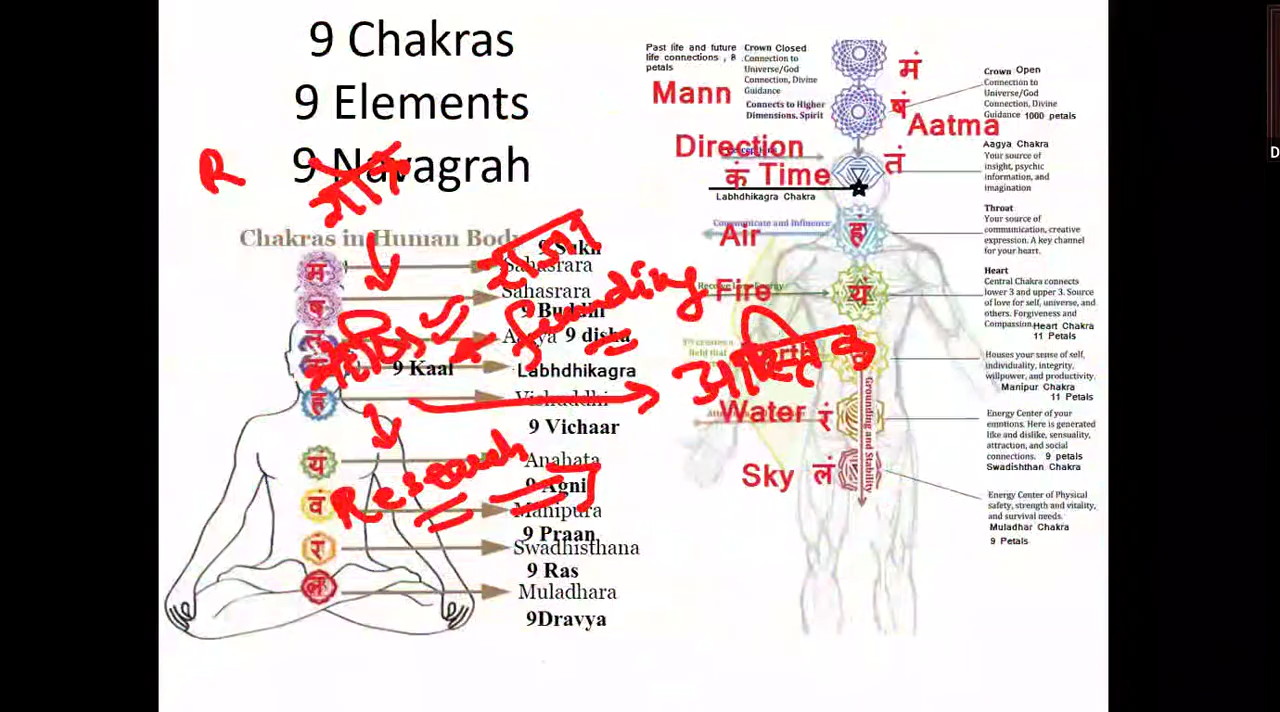 9 Chakras
9 Elements
9 Navagrah
R
Chakras in Human Body
9 Sukh
Sahasrara
Sahasrara
9 Buddhi
9 disha
funding
9 Kaal
Labhdhikagra
Vishuddhi
9 Vichaar
Research
Anahata
9 Agni
Manipura
9 Praan
Swadhisthana
9 Ras
Muladhara
9Dravya
म
ष
ह
य
वं
र
ल
Past life and future
life connections , 8
petals
Crown Closed
Connection to
Universe/God
Connection, Divine
Guidance
Connects to Higher
Dimensions, Spirit
Mann
मं
षं
Aatma
Crown Open
Connection to
Universe/God
Connection, Divine
Guidance 1000 petals
Direction
कं Time
तं
Labhdhikagra Chakra
Aagya Chakra
Your source of
insight, psychic
information, and
imagination
Communicate and Influence
Air
हं
Throat
Your source of
communication, creative
expression. A key channel
for your heart.
Fire
यं
Heart
Central Chakra connects
lower 3 and upper 3. Source
of love for self, universe, and
others. Forgiveness and
Compassion Heart Chakra
11 Petals
Houses your sense of self,
individuality, integrity,
willpower, and productivity.
Manipur Chakra
11 Petals
Water
रं
Energy Center of your
emotions. Here is generated
like and dislike, sensuality,
attraction, and social
connections. 9 petals
Swadishthan Chakra
Sky
लं
Grounding and Stability
Energy Center of Physical
safety, strength and vitality,
and survival needs.
Muladhar Chakra
9 Petals
D